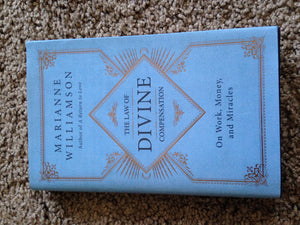 MARIANNE
WILLIAMSON
Author of A Return to Love
THE LAW OF
DIVINE
COMPENSATION
On Work, Money,
and Miracles